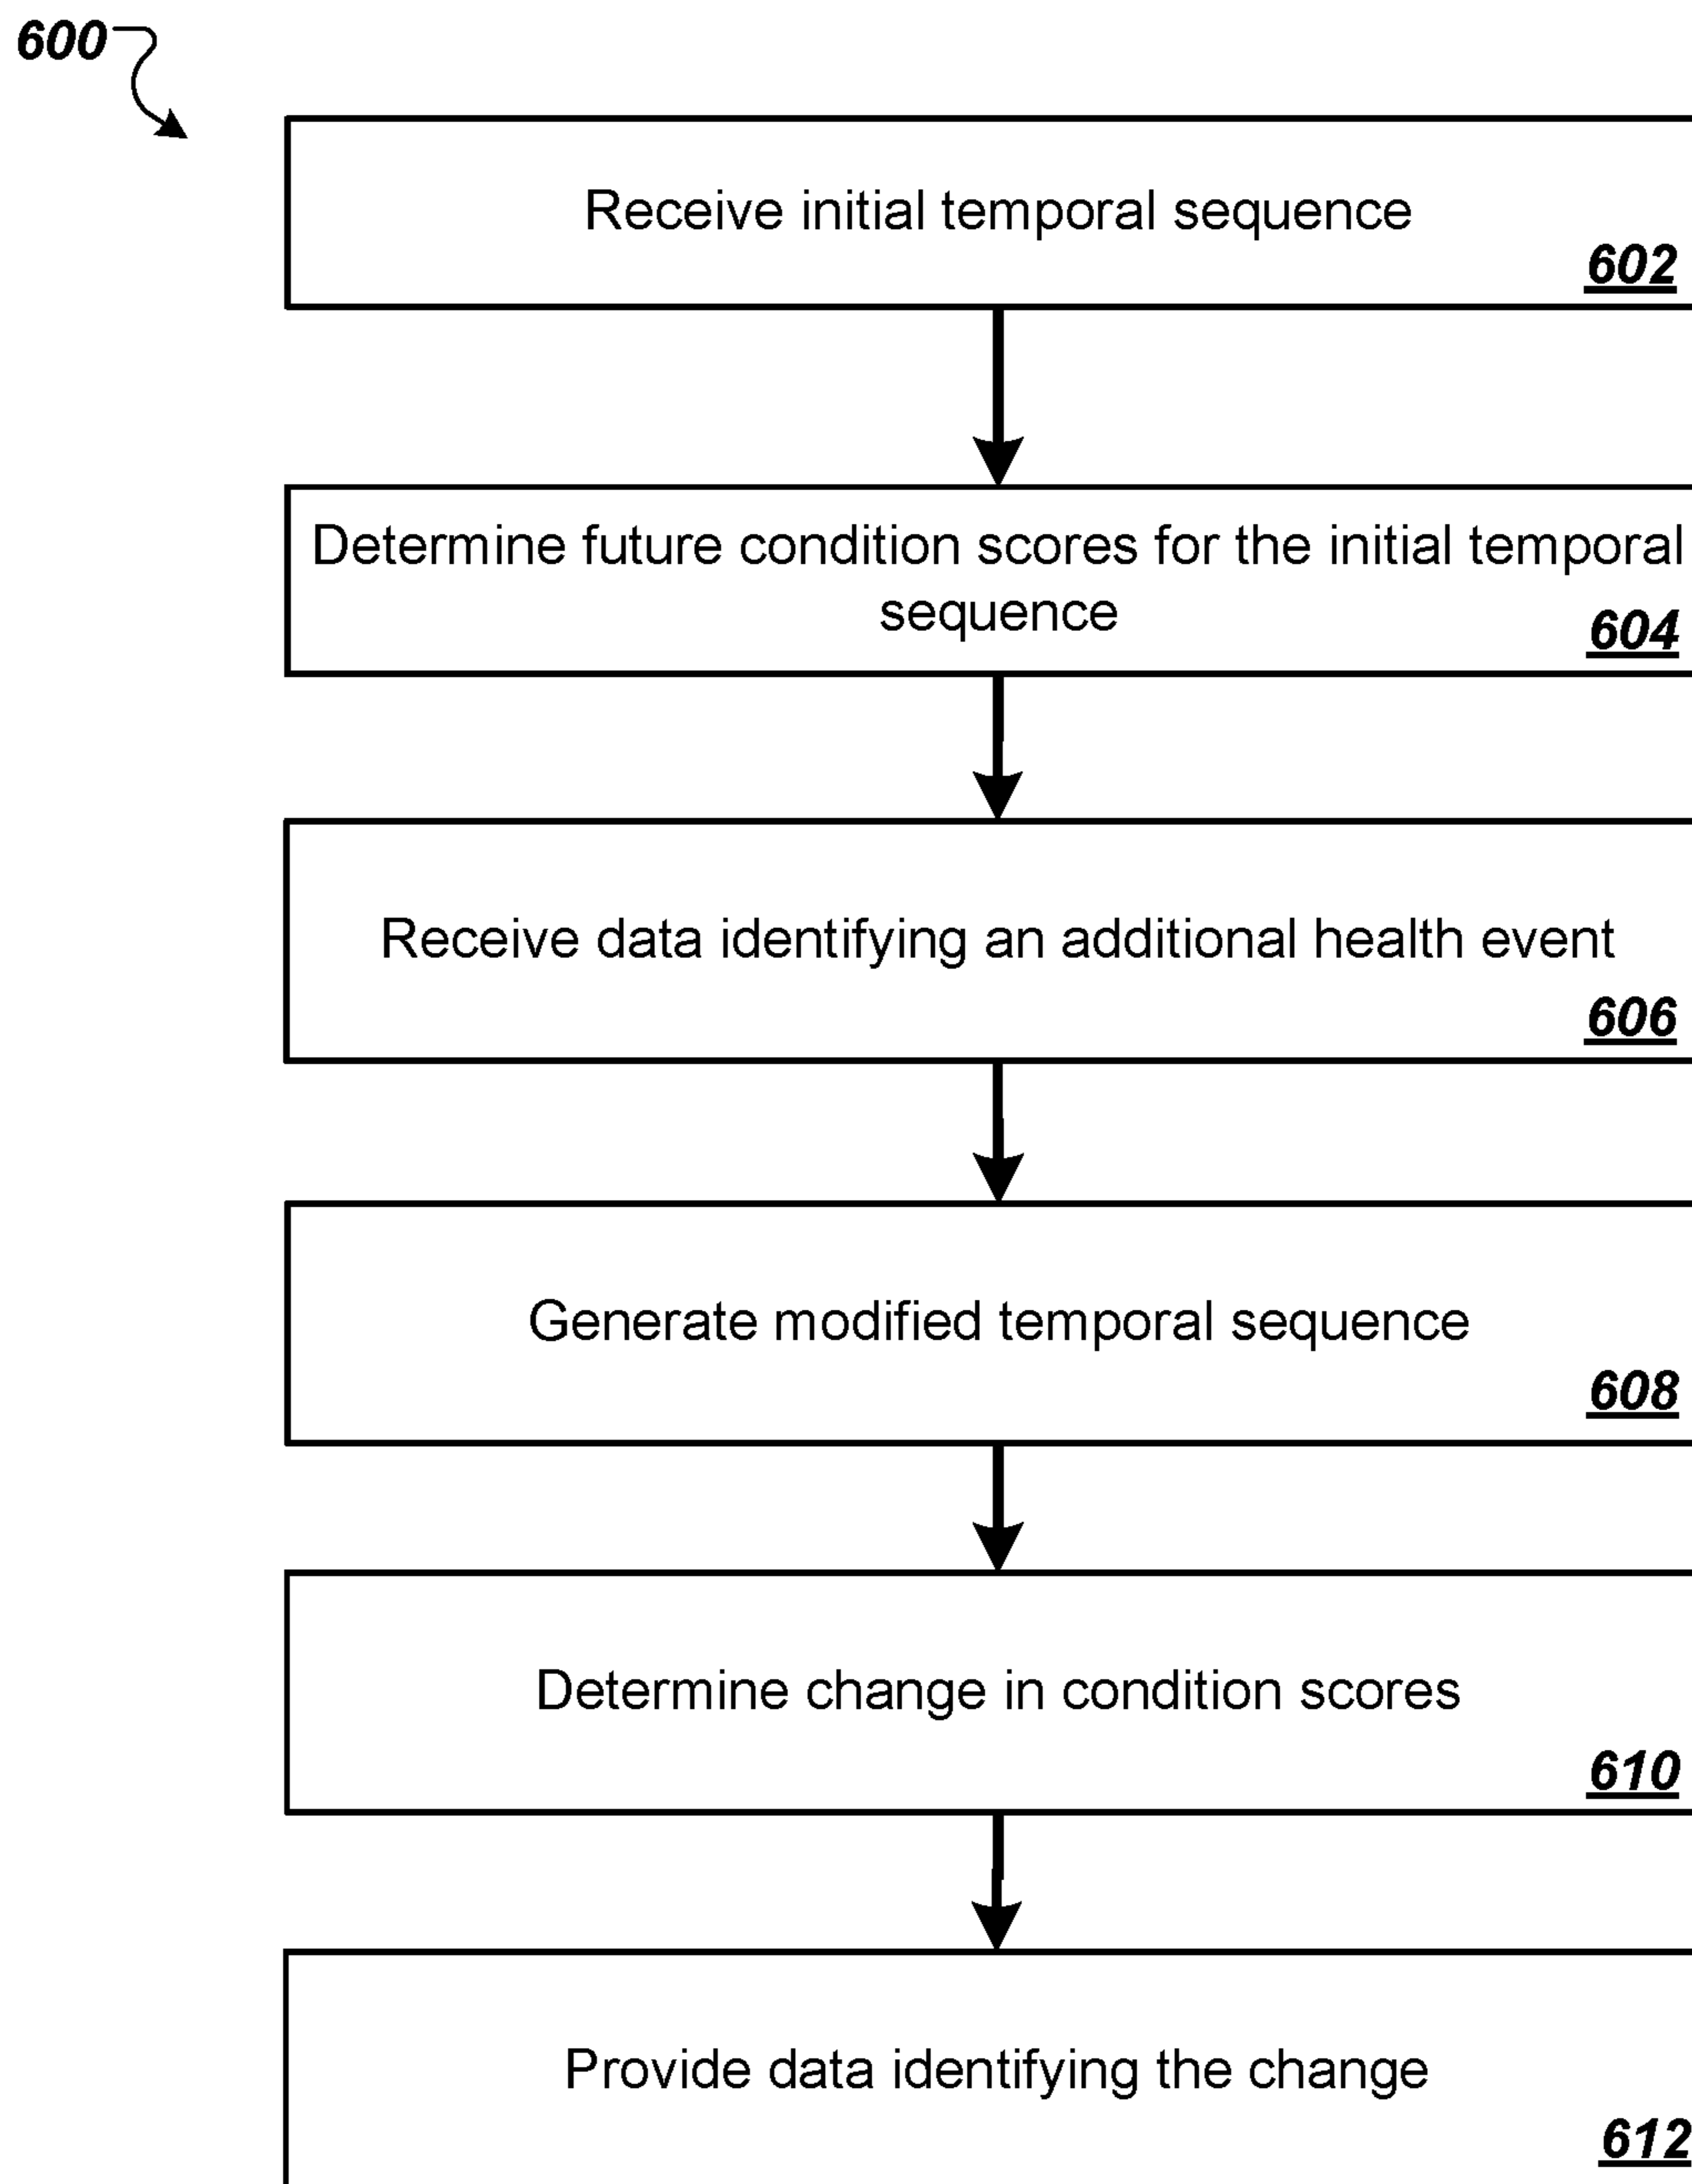 600
Receive initial temporal sequence
602
Determine future condition scores for the initial temporal
sequence
604
Receive data identifying an additional health event
606
Generate modified temporal sequence
608
Determine change in condition scores
610
Provide data identifying the change
612